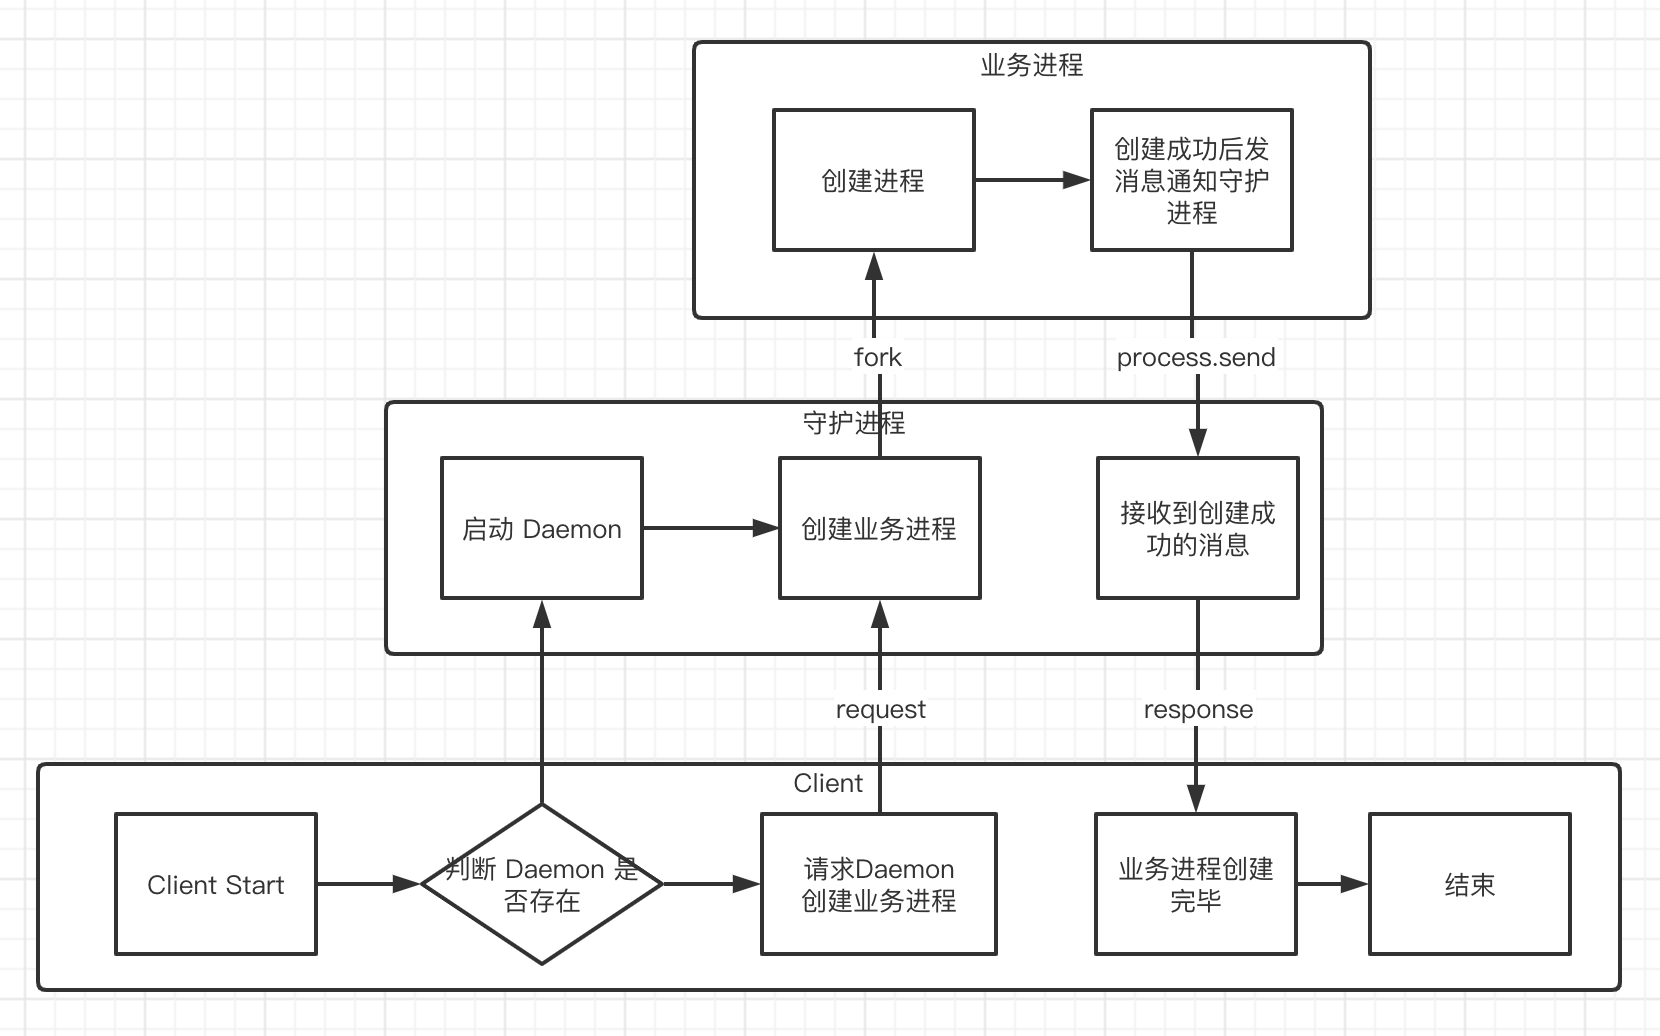 业务进程
创建进程
创建成功后发
消息通知守护
进程
fork
process.send
守护进程
启动 Daemon
创建业务进程
接收到创建成
功的消息
request
response
Client
Client Start
判断 Daemon 是
否存在
请求Daemon
创建业务进程
业务进程创建
完毕
结束